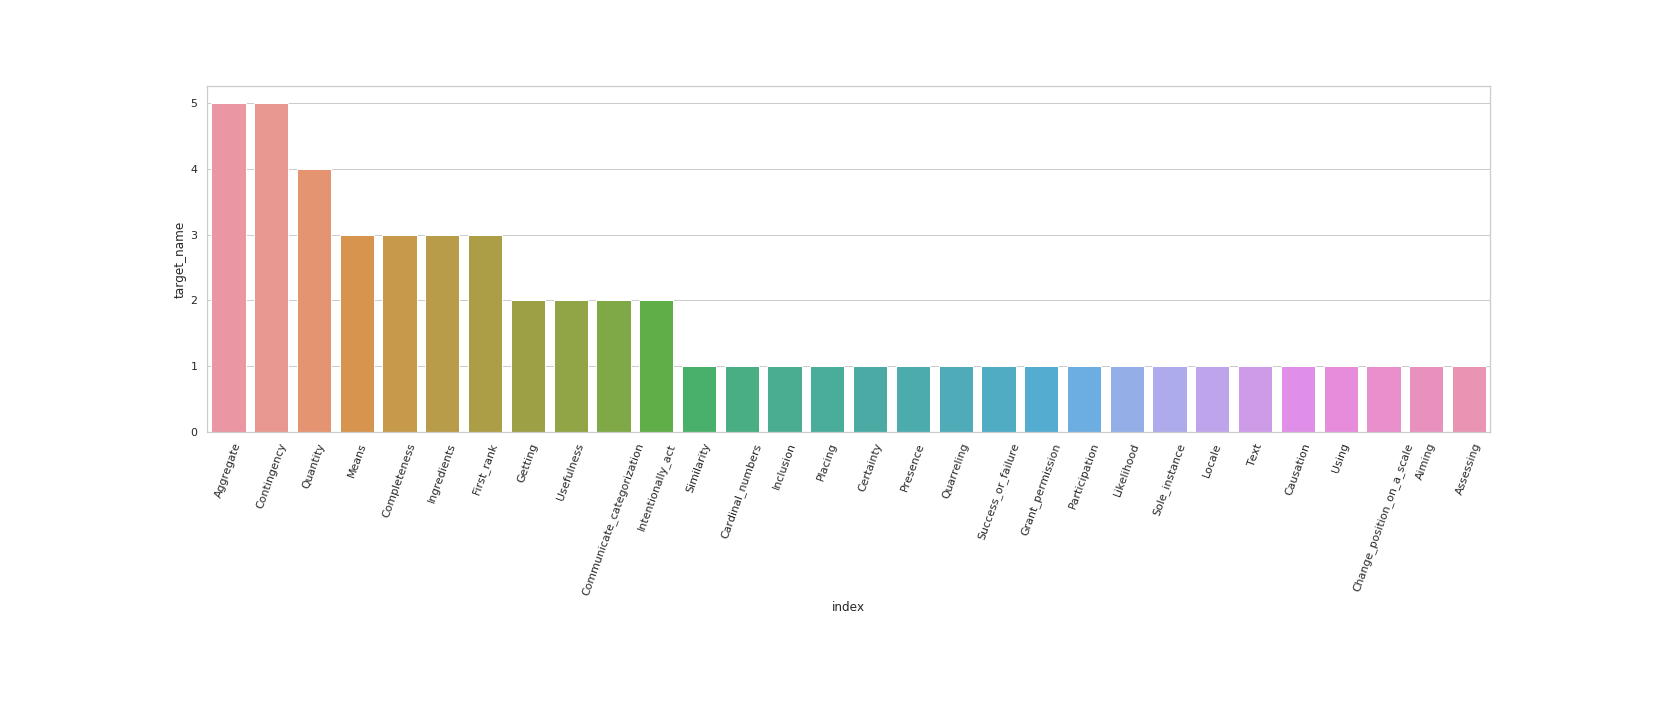 5
4
3
2
1
0
target_name
Aggregate
Contingency
Quantity
Means
Completeness
Ingredients
First_rank
Getting
Usefulness
Communicate_categorization
Intentionally_act
Similarity
Cardinal_numbers
Inclusion
Placing
Certainty
Presence
Quarreling
Success_or_failure
Grant_permission
Participation
Likelihood
Sole_instance
Locale
Text
Causation
Using
Change_position_on_a_scale
Aiming
Assessing
index